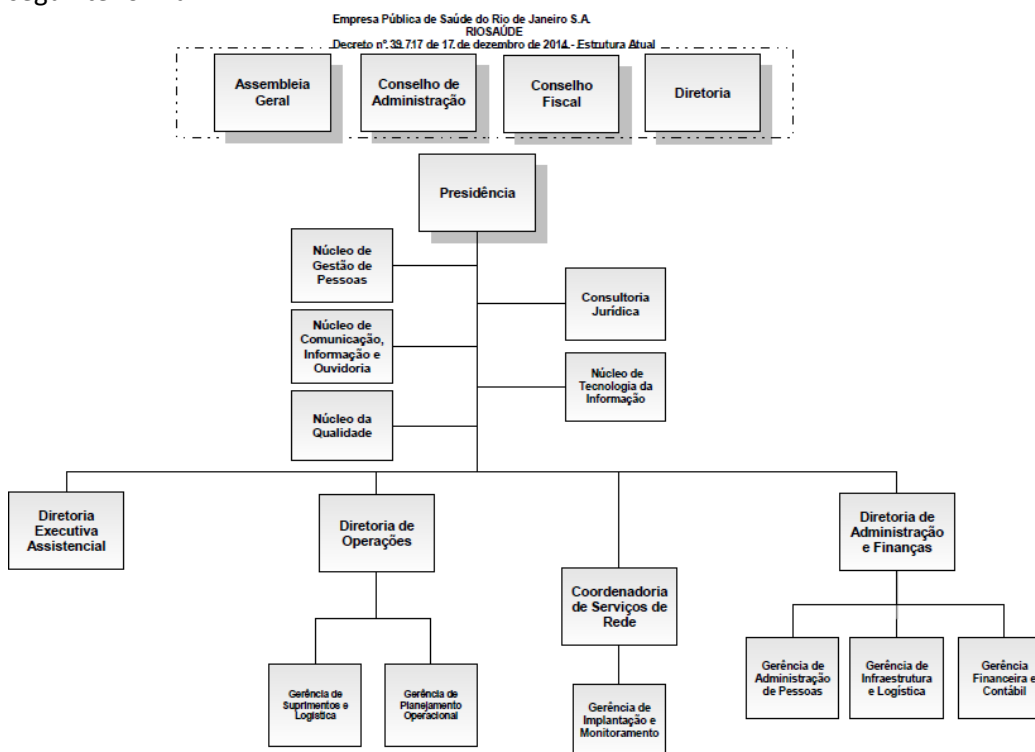 Empresa Pública de Saúde do Rio de Janeiro S.A.
RIOSAÚDE
Decreto nº 39.717 de 17 de dezembro de 2014 - Estrutura Atual
Assembleia
Geral
Conselho de
Administração
Conselho
Fiscal
Diretoria
Presidência
Núcleo de
Gestão de
Pessoas
Consultoria
Jurídica
Núcleo de
Comunicação,
Informação e
Ouvidoria
Núcleo de
Tecnologia da
Informação
Núcleo da
Qualidade
Diretoria
Executiva
Assistencial
Diretoria de
Operações
Coordenadoria
de Serviços de
Rede
Diretoria de
Administração
e Finanças
Gerência de
Suprimentos e
Logística
Gerência de
Planejamento
Operacional
Gerência de
Implantação e
Monitoramento
Gerência de
Administração
de Pessoas
Gerência de
Infraestrutura
e Logística
Gerência
Financeira e
Contábil